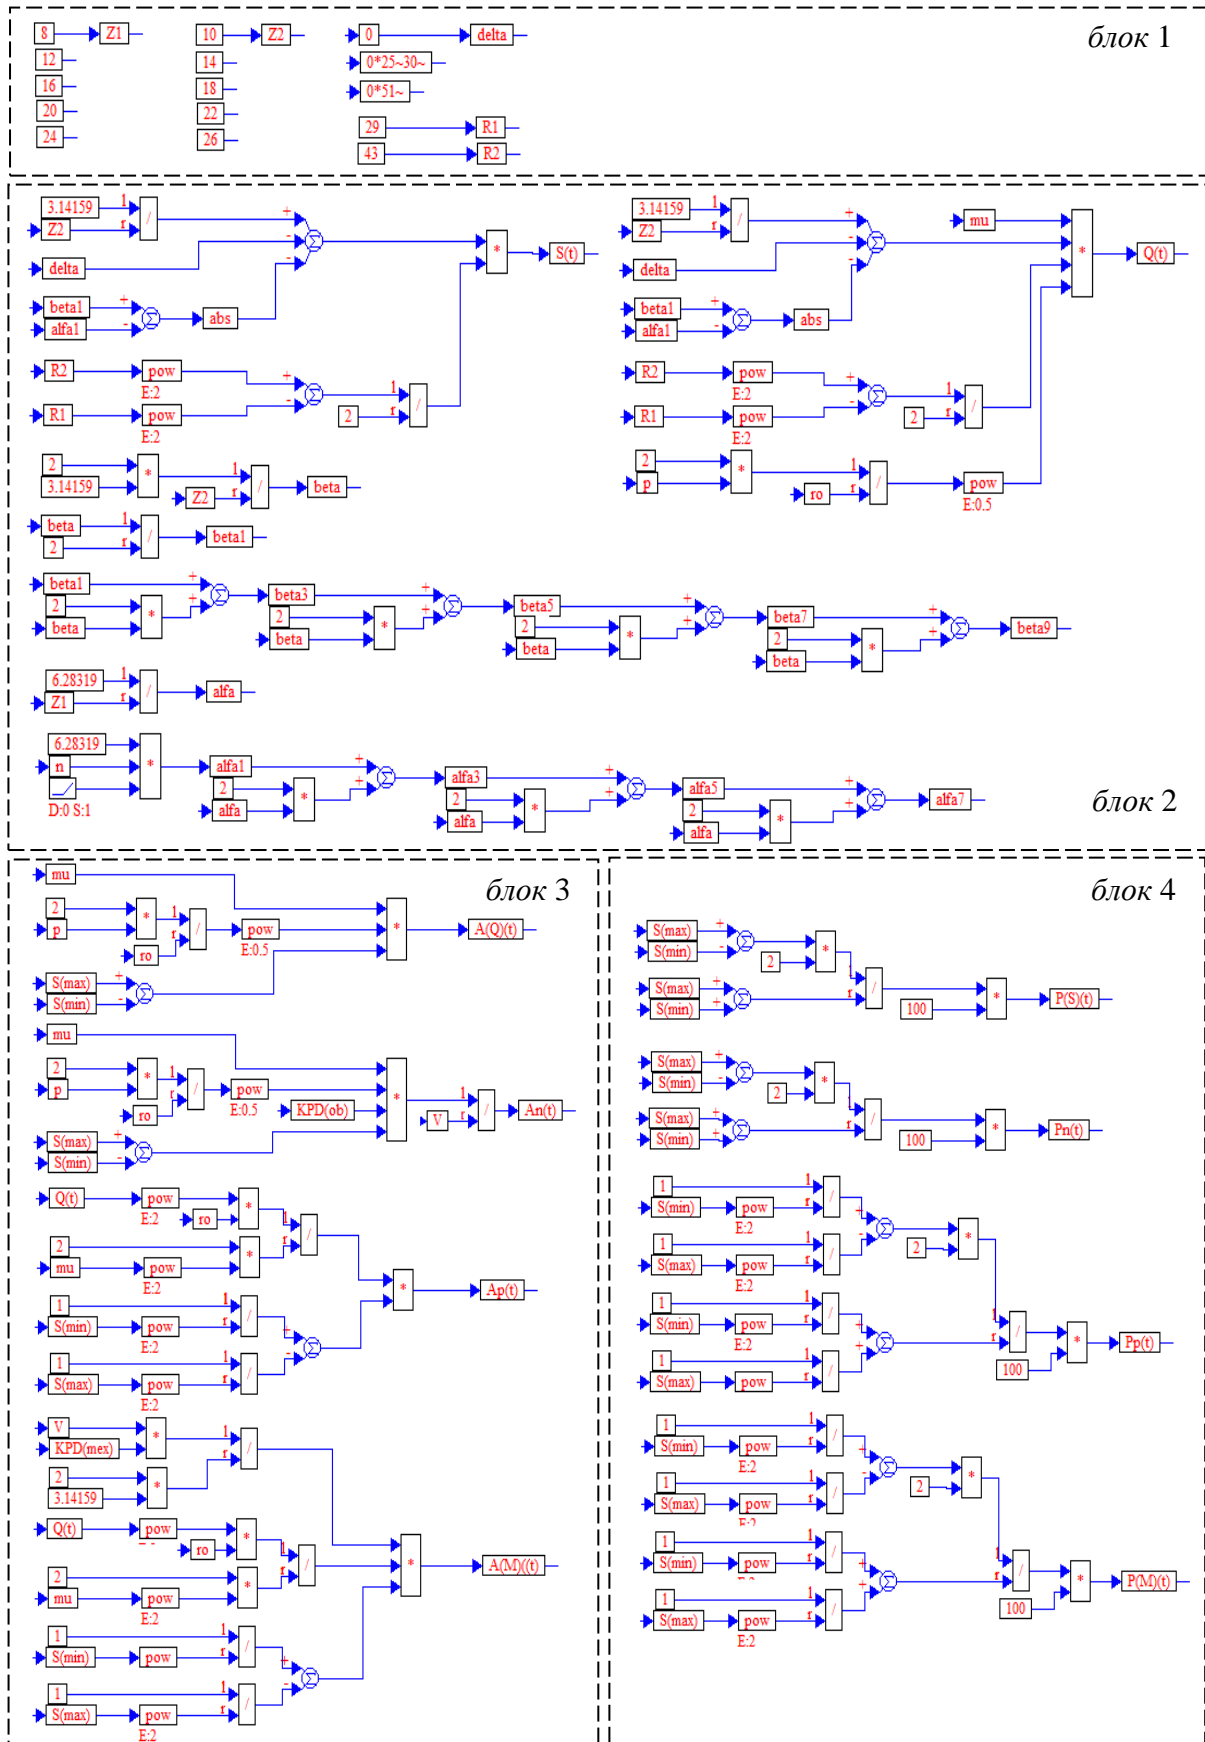 блок 1
8 Z1 10 Z2 0 delta
12 14 0*25~30~
16 18 0*51~
20 22 29 R1
24 26 43 R2
блок 2
3.14159 l /
Z2 r
+ - - Σ
delta
beta1 + Σ abs
alfa1 -
* S(t)
R2 pow E:2 + Σ l /
R1 pow E:2 - 2 r
3.14159 l /
Z2 r
+ - - Σ
mu
delta
* Q(t)
beta1 + Σ abs
alfa1 -
R2 pow E:2 + Σ l /
R1 pow E:2 - 2 r
2 * l / pow
p ro r E:0.5
2 * l / beta
3.14159 Z2 r
beta l / beta1
2 r
beta1 + Σ beta3 + Σ beta5 + Σ beta7 + Σ beta9
2 * + 2 * + 2 * + 2 * +
beta beta beta beta
6.28319 l / alfa
Z1 r
6.28319 *
n alfa1 + Σ alfa3 + Σ alfa5 + Σ alfa7
D:0 S:1
2 * + 2 * + 2 * +
alfa alfa alfa
блок 3
mu
2 * l / pow * A(Q)(t)
p ro r E:0.5
S(max) + Σ
S(min) -
mu
2 * l / pow * l / An(t)
p ro r E:0.5 KPD(ob) V r
S(max) + Σ
S(min) -
Q(t) pow * l /
E:2 ro
2 * r
mu pow
E:2
* Ap(t)
1 l /
S(min) pow r + Σ
E:2
1 l / -
S(max) pow r
E:2
V * l /
KPD(mex)
2 * r
3.14159
Q(t) pow * l /
ro
2 * r
mu pow
E:2
* A(M)((t)
1 l /
S(min) pow r + Σ
1 l / -
S(max) pow r
E:2
блок 4
S(max) + Σ *
S(min) - 2
S(max) + Σ r / * P(S)(t)
S(min) + 100
S(max) + Σ *
S(min) - 2 l
S(max) + Σ r / * Pn(t)
S(min) + 100
1 l /
S(min) pow r + Σ *
E:2
1 l / - 2
S(max) pow r
E:2
1 l / l
S(min) pow r + Σ r / * Pp(t)
E:2
1 l / + 100
S(max) pow r
E:2
1 l /
S(min) pow r + Σ *
E:2
1 l / - 2
S(max) pow r
1 l / l
S(min) pow r + Σ r / * P(M)(t)
1 l / + 100
S(max) pow r
E:2